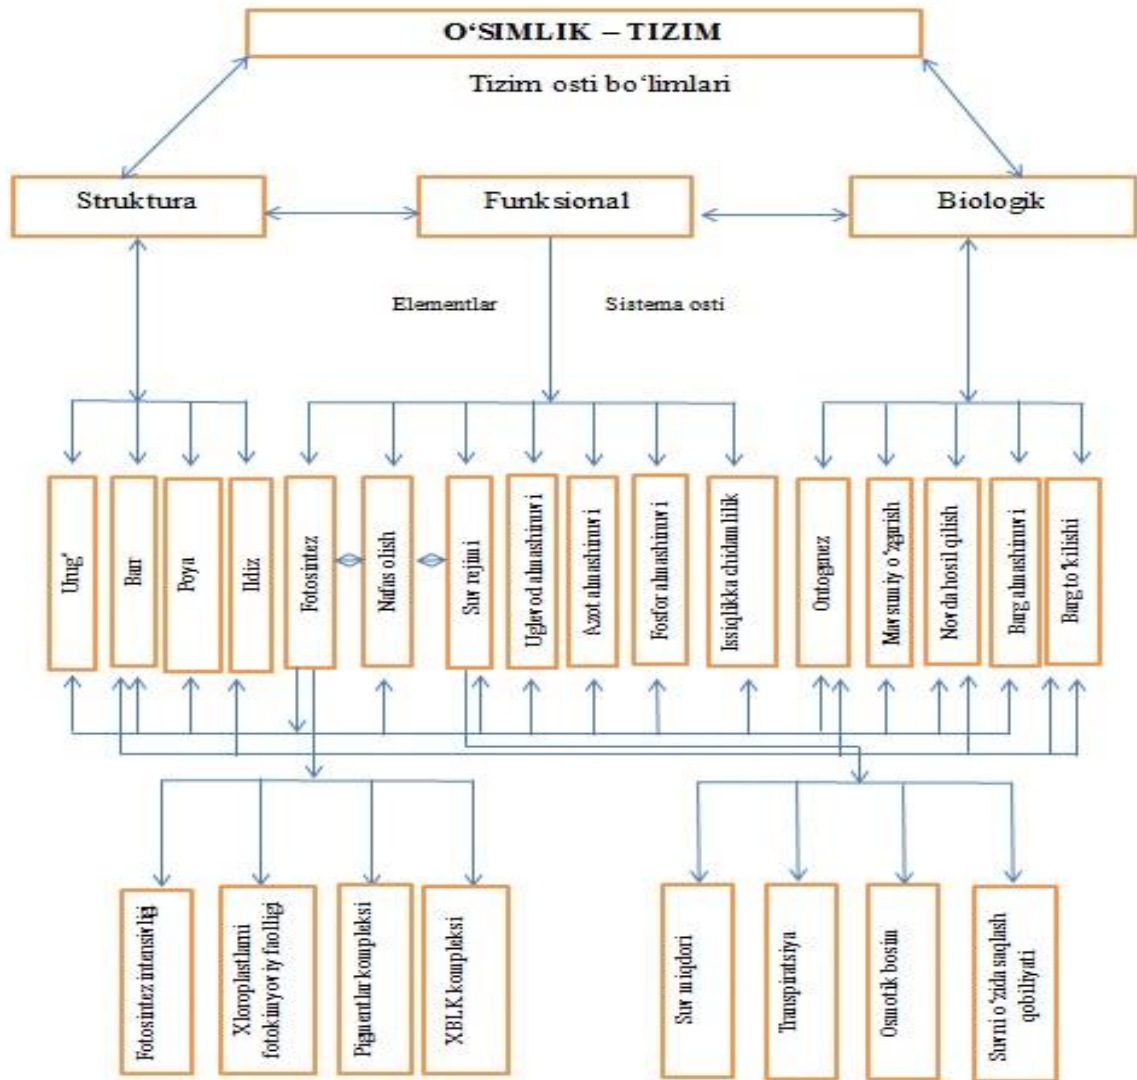 O‘SIMLIK – TIZIM
Tizim osti bo‘limlari
Struktura
Funksional
Biologik
Elementlar
Sistema osti
Urug‘
Barr
Poya
Ildiz
Fotosintez
Nafas olish
Suv rejimi
Uglevod almashinuvi
Azot almashinuvi
Fosfor almashinuvi
Issiqlikka chidamlilik
Ontogenez
Mavsumiy o‘zgarish
Novda hosil qilish
Barg almashinuvi
Barg to‘kilishi
Fotosintez intensivligi
Xloroplastlarni
fotokimyoviy faolligi
Pigmentlar kompleksi
XBLK kompleksi
Suv miqdori
Transpiratsiya
Osmotik bosim
Suvni o‘zida saqlash
qobiliyati